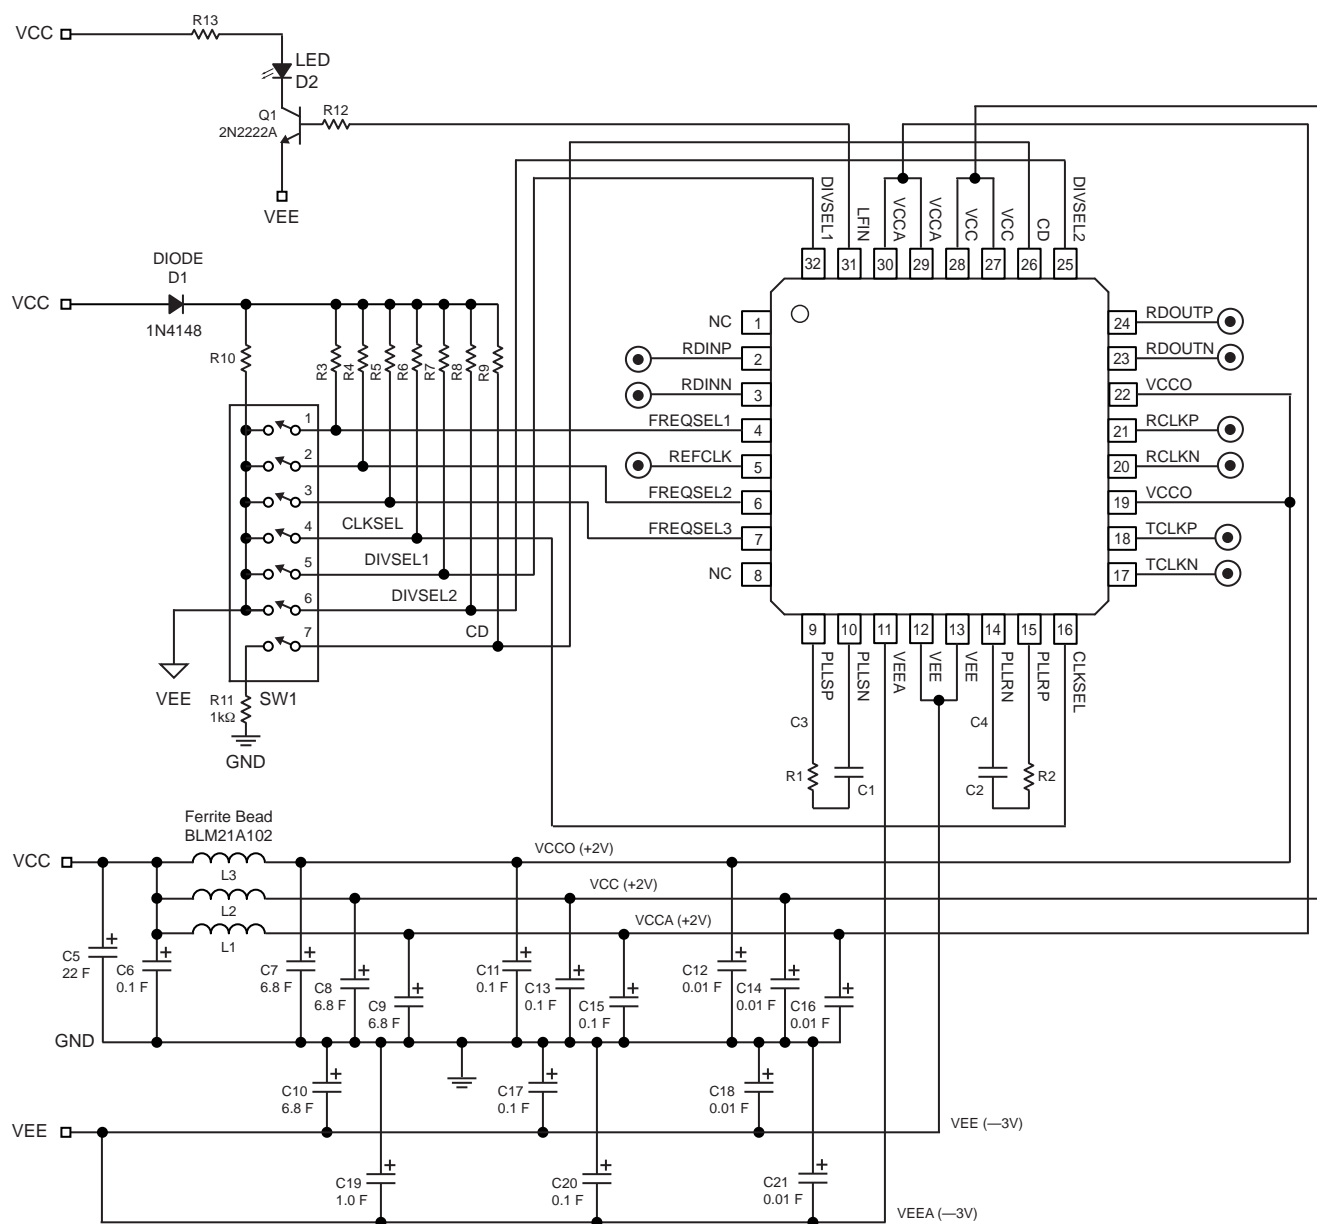 R13
VCC
LED
D2
Q1
2N2222A
R12
VEE
DIODE
D1
VCC
1N4148
R10
R3
R4
R5
R6
R7
R8
R9
1
2
3
4
5
6
7
CLKSEL
DIVSEL1
DIVSEL2
CD
VEE
SW1
R11
1kΩ
GND
DIVSEL1
LFIN
VCCA
VCCA
VCC
VCC
CD
DIVSEL2
32
31
30
29
28
27
26
25
NC
1
RDINP
2
RDINN
3
FREQSEL1
4
REFCLK
5
FREQSEL2
6
FREQSEL3
7
NC
8
24
RDOUTP
23
RDOUTN
22
VCCO
21
RCLKP
20
RCLKN
19
VCCO
18
TCLKP
17
TCLKN
9
10
11
12
13
14
15
16
PLLSP
PLLSN
VEEA
VEE
VEE
PLLRN
PLLRP
CLKSEL
C3
C4
R1
C1
C2
R2
Ferrite Bead
BLM21A102
VCC
L3
L2
L1
VCCO (+2V)
VCC (+2V)
VCCA (+2V)
C5
22 F
C6
0.1 F
C7
6.8 F
C8
6.8 F
C9
6.8 F
C11
0.1 F
C13
0.1 F
C15
0.1 F
C12
0.01 F
C14
0.01 F
C16
0.01 F
GND
C10
6.8 F
C17
0.1 F
C18
0.01 F
VEE
VEE (—3V)
C19
1.0 F
C20
0.1 F
C21
0.01 F
VEEA (—3V)